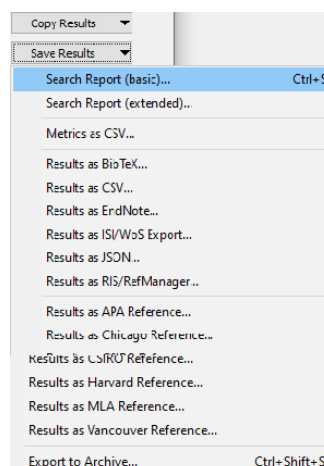 Copy Results
Save Results
Search Report (basic)... Ctrl+S
Search Report (extended)...
Metrics as CSV...
Results as BibTeX...
Results as CSV...
Results as EndNote...
Results as ISI/WoS Export...
Results as JSON...
Results as RIS/RefManager...
Results as APA Reference...
Results as Chicago Reference...
Results as CSIRO Reference...
Results as Harvard Reference...
Results as MLA Reference...
Results as Vancouver Reference...
Export to Archive... Ctrl+Shift+S